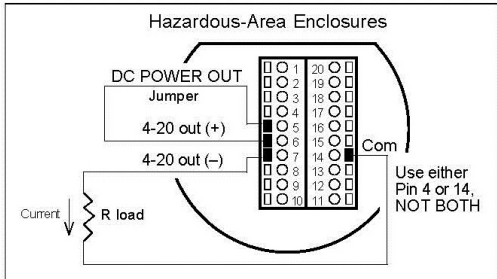 Hazardous-Area Enclosures
DC POWER OUT
Jumper
4-20 out (+)
4-20 out (–)
1 20
2 19
3 18
4 17
5 16
6 15
7 14
8 13
9 12
10 11
Com
Use either
Pin 4 or 14,
NOT BOTH
Current
R load